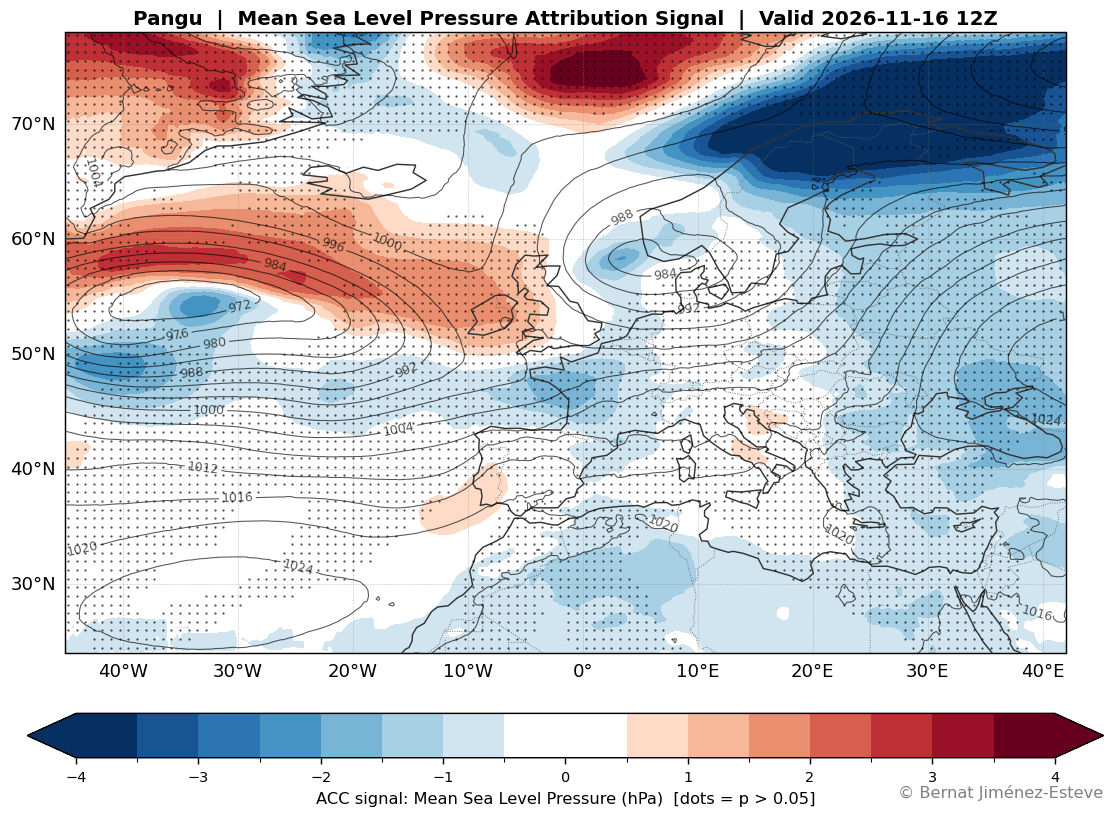 Pangu | Mean Sea Level Pressure Attribution Signal | Valid 2026-11-16 12Z
70°N
60°N
50°N
40°N
30°N
1004
996
1000
984
972
976
980
988
992
1000
1004
1012
1016
1020
1024
988
984
992
1020
1020
1024
1016
40°W 30°W 20°W 10°W 0° 10°E 20°E 30°E 40°E
−4 −3 −2 −1 0 1 2 3 4
ACC signal: Mean Sea Level Pressure (hPa) [dots = p > 0.05]
© Bernat Jiménez-Esteve